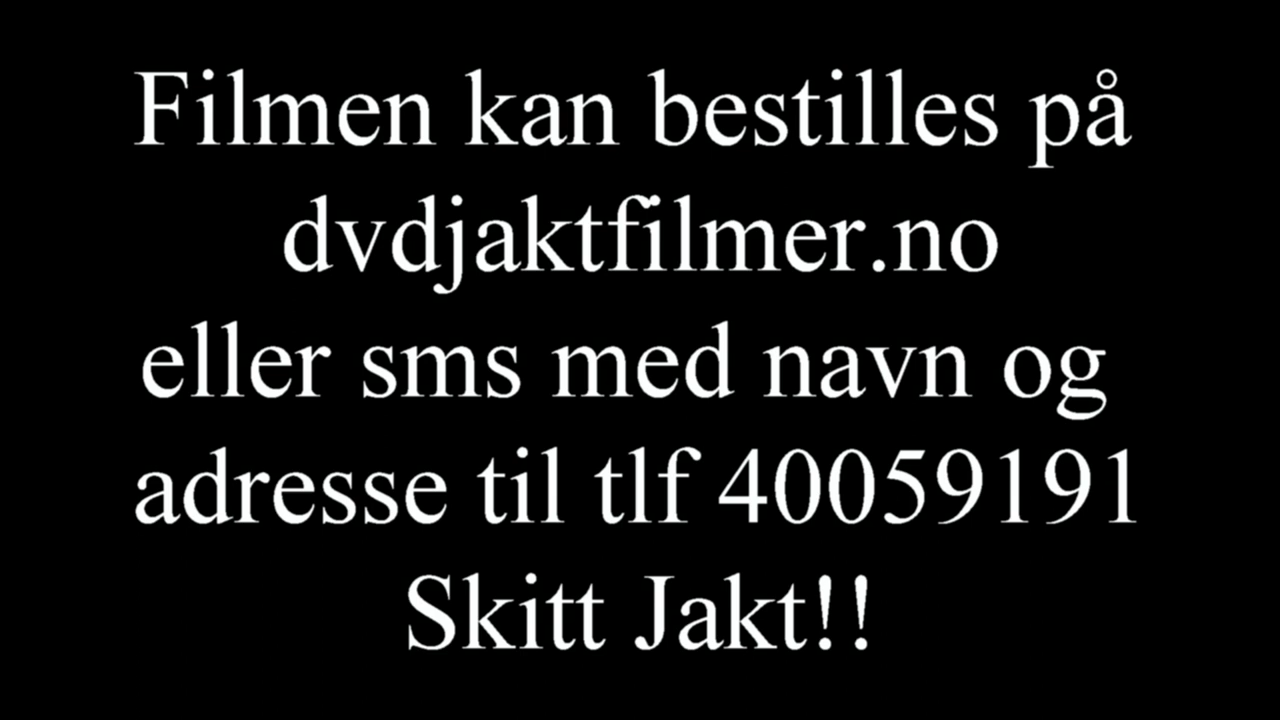 Filmen kan bestilles på
dvdjaktfilmer.no
eller sms med navn og
adresse til tlf 40059191
Skitt Jakt!!